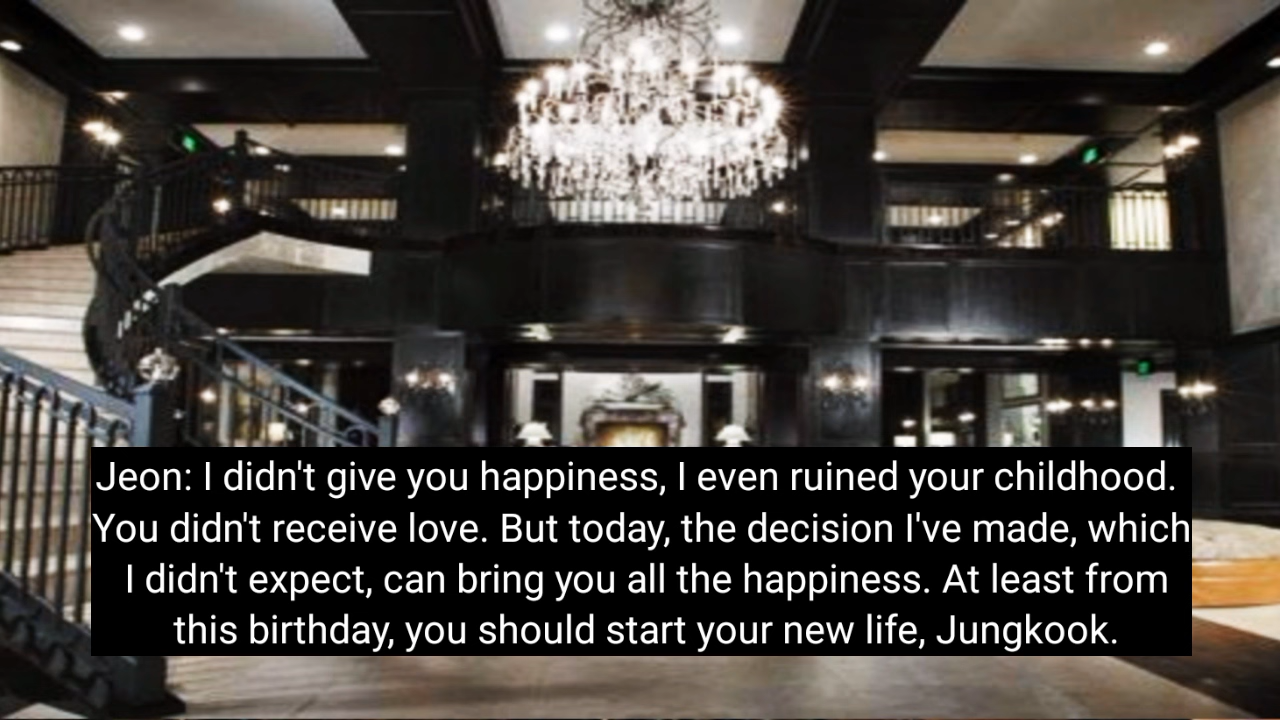 Jeon: I didn't give you happiness, I even ruined your childhood.
You didn't receive love. But today, the decision I've made, which
I didn't expect, can bring you all the happiness. At least from
this birthday, you should start your new life, Jungkook.